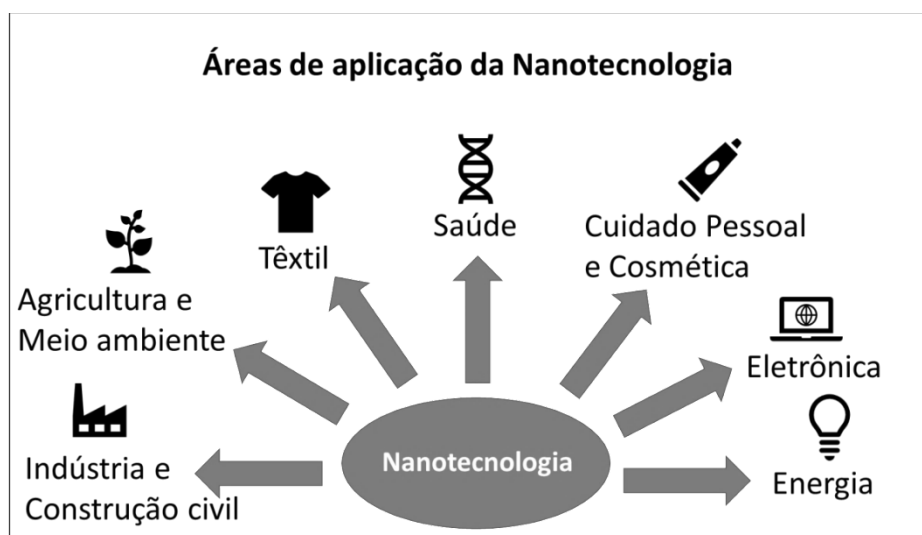 Áreas de aplicação da Nanotecnologia
Saúde
Cuidado Pessoal
e Cosmética
Têxtil
Agricultura e
Meio ambiente
Eletrônica
Nanotecnologia
Indústria e
Construção civil
Energia